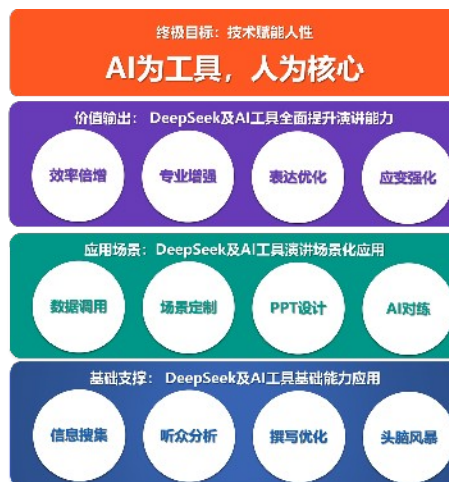 终极目标：技术赋能人性
AI为工具，人为核心
价值输出： DeepSeek及AI工具全面提升演讲能力
效率倍增
专业增强
表达优化
应变强化
应用场景：DeepSeek及AI工具演讲场景化应用
数据调用
场景定制
PPT设计
AI对练
基础支撑： DeepSeek及AI工具基础能力应用
信息搜集
听众分析
撰写优化
头脑风暴